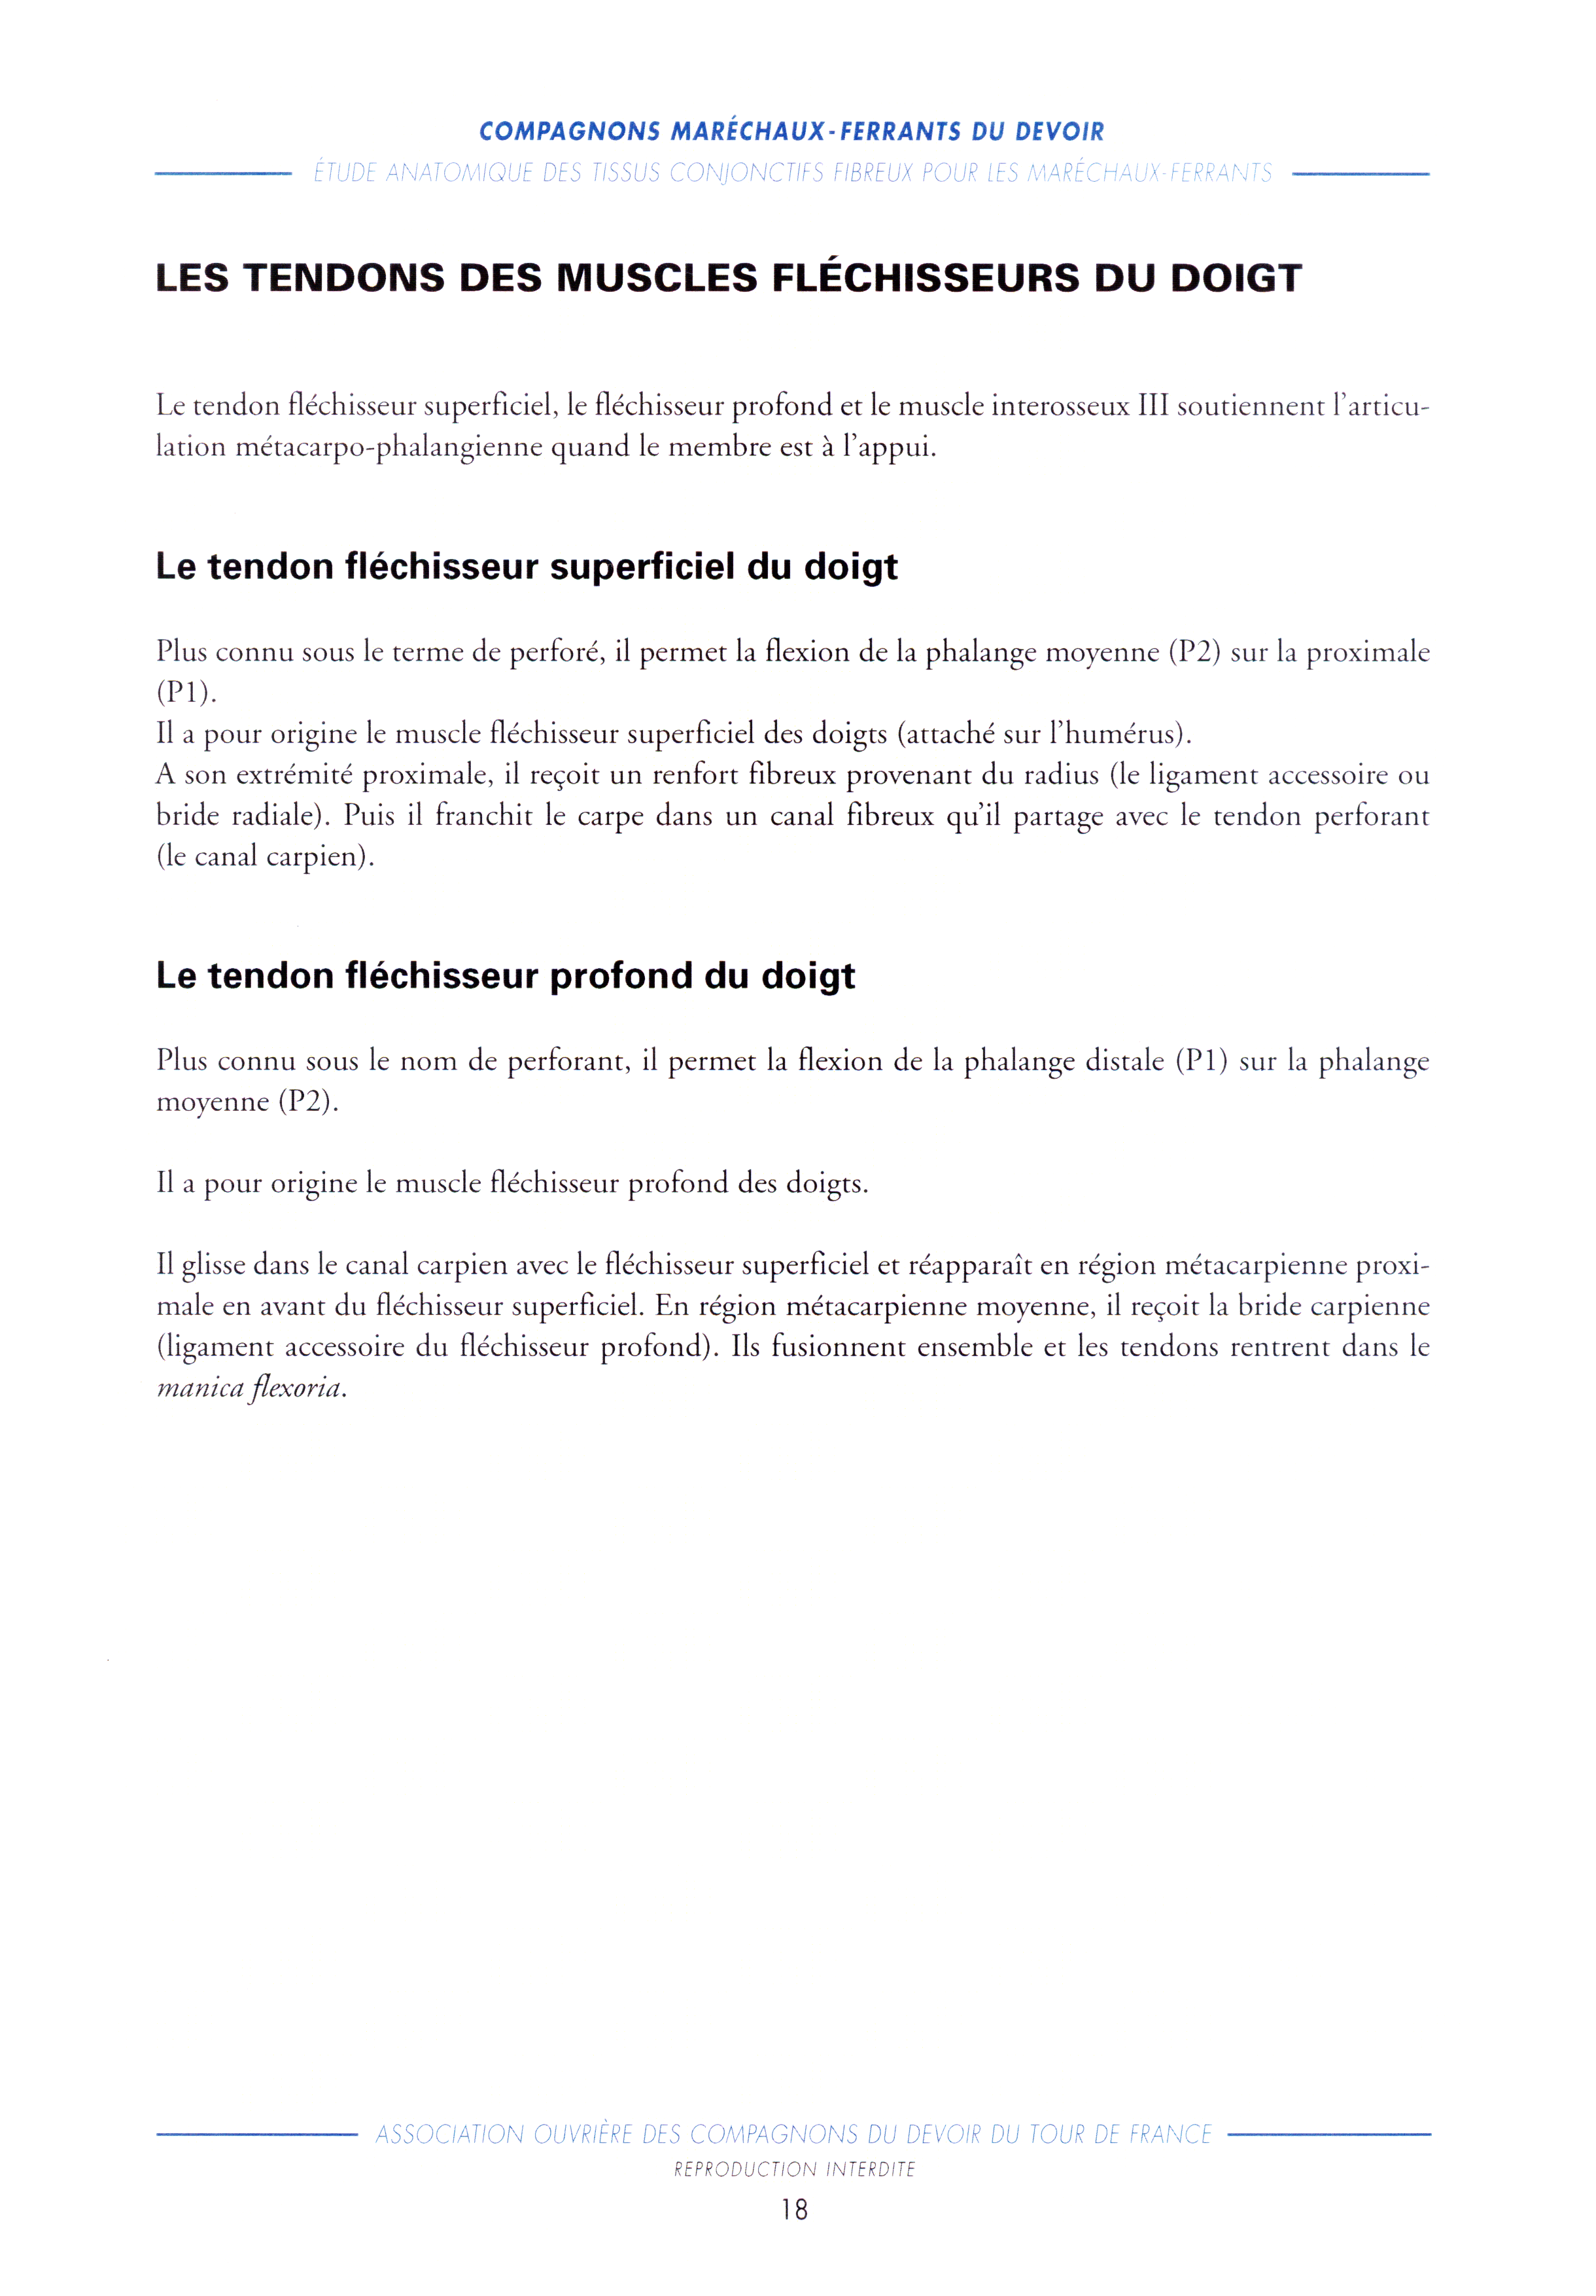 COMPAGNONS MARÉCHAUX-FERRANTS DU DEVOIR
ÉTUDE ANATOMIQUE DES TISSUS CONJONCTIFS FIBREUX POUR LES MARÉCHAUX-FERRANTS
LES TENDONS DES MUSCLES FLÉCHISSEURS DU DOIGT
Le tendon fléchisseur superficiel, le fléchisseur profond et le muscle interosseux III soutiennent l'articu-
lation métacarpo-phalangienne quand le membre est à l'appui.
Le tendon fléchisseur superficiel du doigt
Plus connu sous le terme de perforé, il permet la flexion de la phalange moyenne (P2) sur la proximale
(P1).
Il a pour origine le muscle fléchisseur superficiel des doigts (attaché sur l'humérus).
A son extrémité proximale, il reçoit un renfort fibreux provenant du radius (le ligament accessoire ou
bride radiale). Puis il franchit le carpe dans un canal fibreux qu'il partage avec le tendon perforant
(le canal carpien).
Le tendon fléchisseur profond du doigt
Plus connu sous le nom de perforant, il permet la flexion de la phalange distale (P1) sur la phalange
moyenne (P2).
Il a pour origine le muscle fléchisseur profond des doigts.
Il glisse dans le canal carpien avec le fléchisseur superficiel et réapparaît en région métacarpienne proxi-
male en avant du fléchisseur superficiel. En région métacarpienne moyenne, il reçoit la bride carpienne
(ligament accessoire du fléchisseur profond). Ils fusionnent ensemble et les tendons rentrent dans le
manica flexoria.
ASSOCIATION OUVRIÈRE DES COMPAGNONS DU DEVOIR DU TOUR DE FRANCE
REPRODUCTION INTERDITE
18